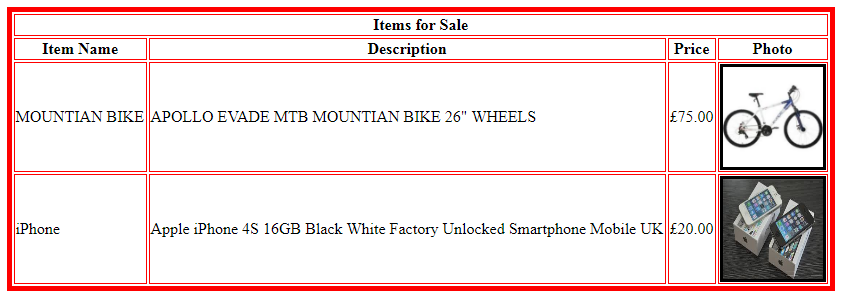 Items for Sale
Item Name Description Price Photo
MOUNTIAN BIKE APOLLO EVADE MTB MOUNTIAN BIKE 26" WHEELS £75.00
iPhone Apple iPhone 4S 16GB Black White Factory Unlocked Smartphone Mobile UK £20.00